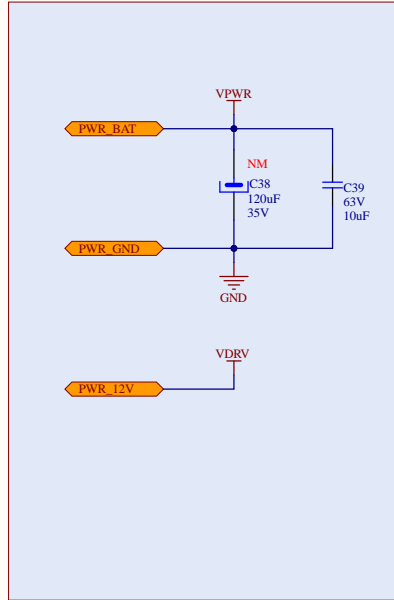 VPWR
PWR_BAT
NM
C38
120uF
35V
C39
63V
10uF
PWR_GND
GND
VDRV
PWR_12V